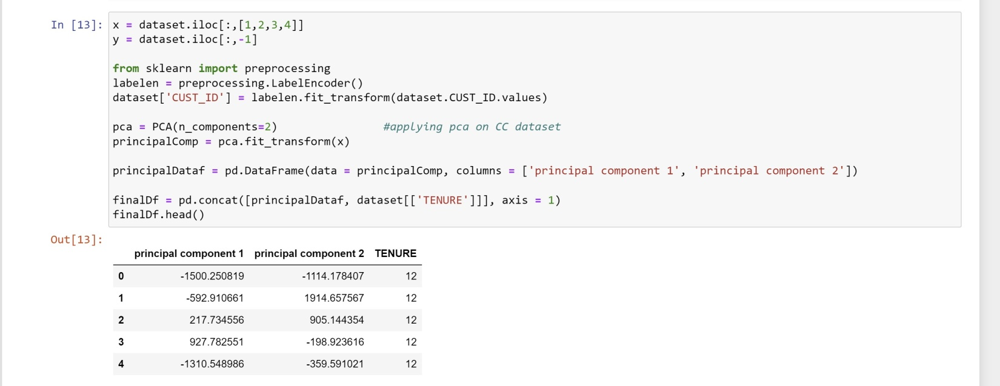 In [13]: x = dataset.iloc[:,[1,2,3,4]]
y = dataset.iloc[:,-1]
from sklearn import preprocessing
labelen = preprocessing.LabelEncoder()
dataset['CUST_ID'] = labelen.fit_transform(dataset.CUST_ID.values)
pca = PCA(n_components=2) #applying pca on CC dataset
principalComp = pca.fit_transform(x)
principalDataf = pd.DataFrame(data = principalComp, columns = ['principal component 1', 'principal component 2'])
finalDf = pd.concat([principalDataf, dataset[['TENURE']]], axis = 1)
finalDf.head()
Out[13]:
principal component 1 principal component 2 TENURE
0 -1500.250819 -1114.178407 12
1 -592.910661 1914.657567 12
2 217.734556 905.144354 12
3 927.782551 -198.923616 12
4 -1310.548986 -359.591021 12